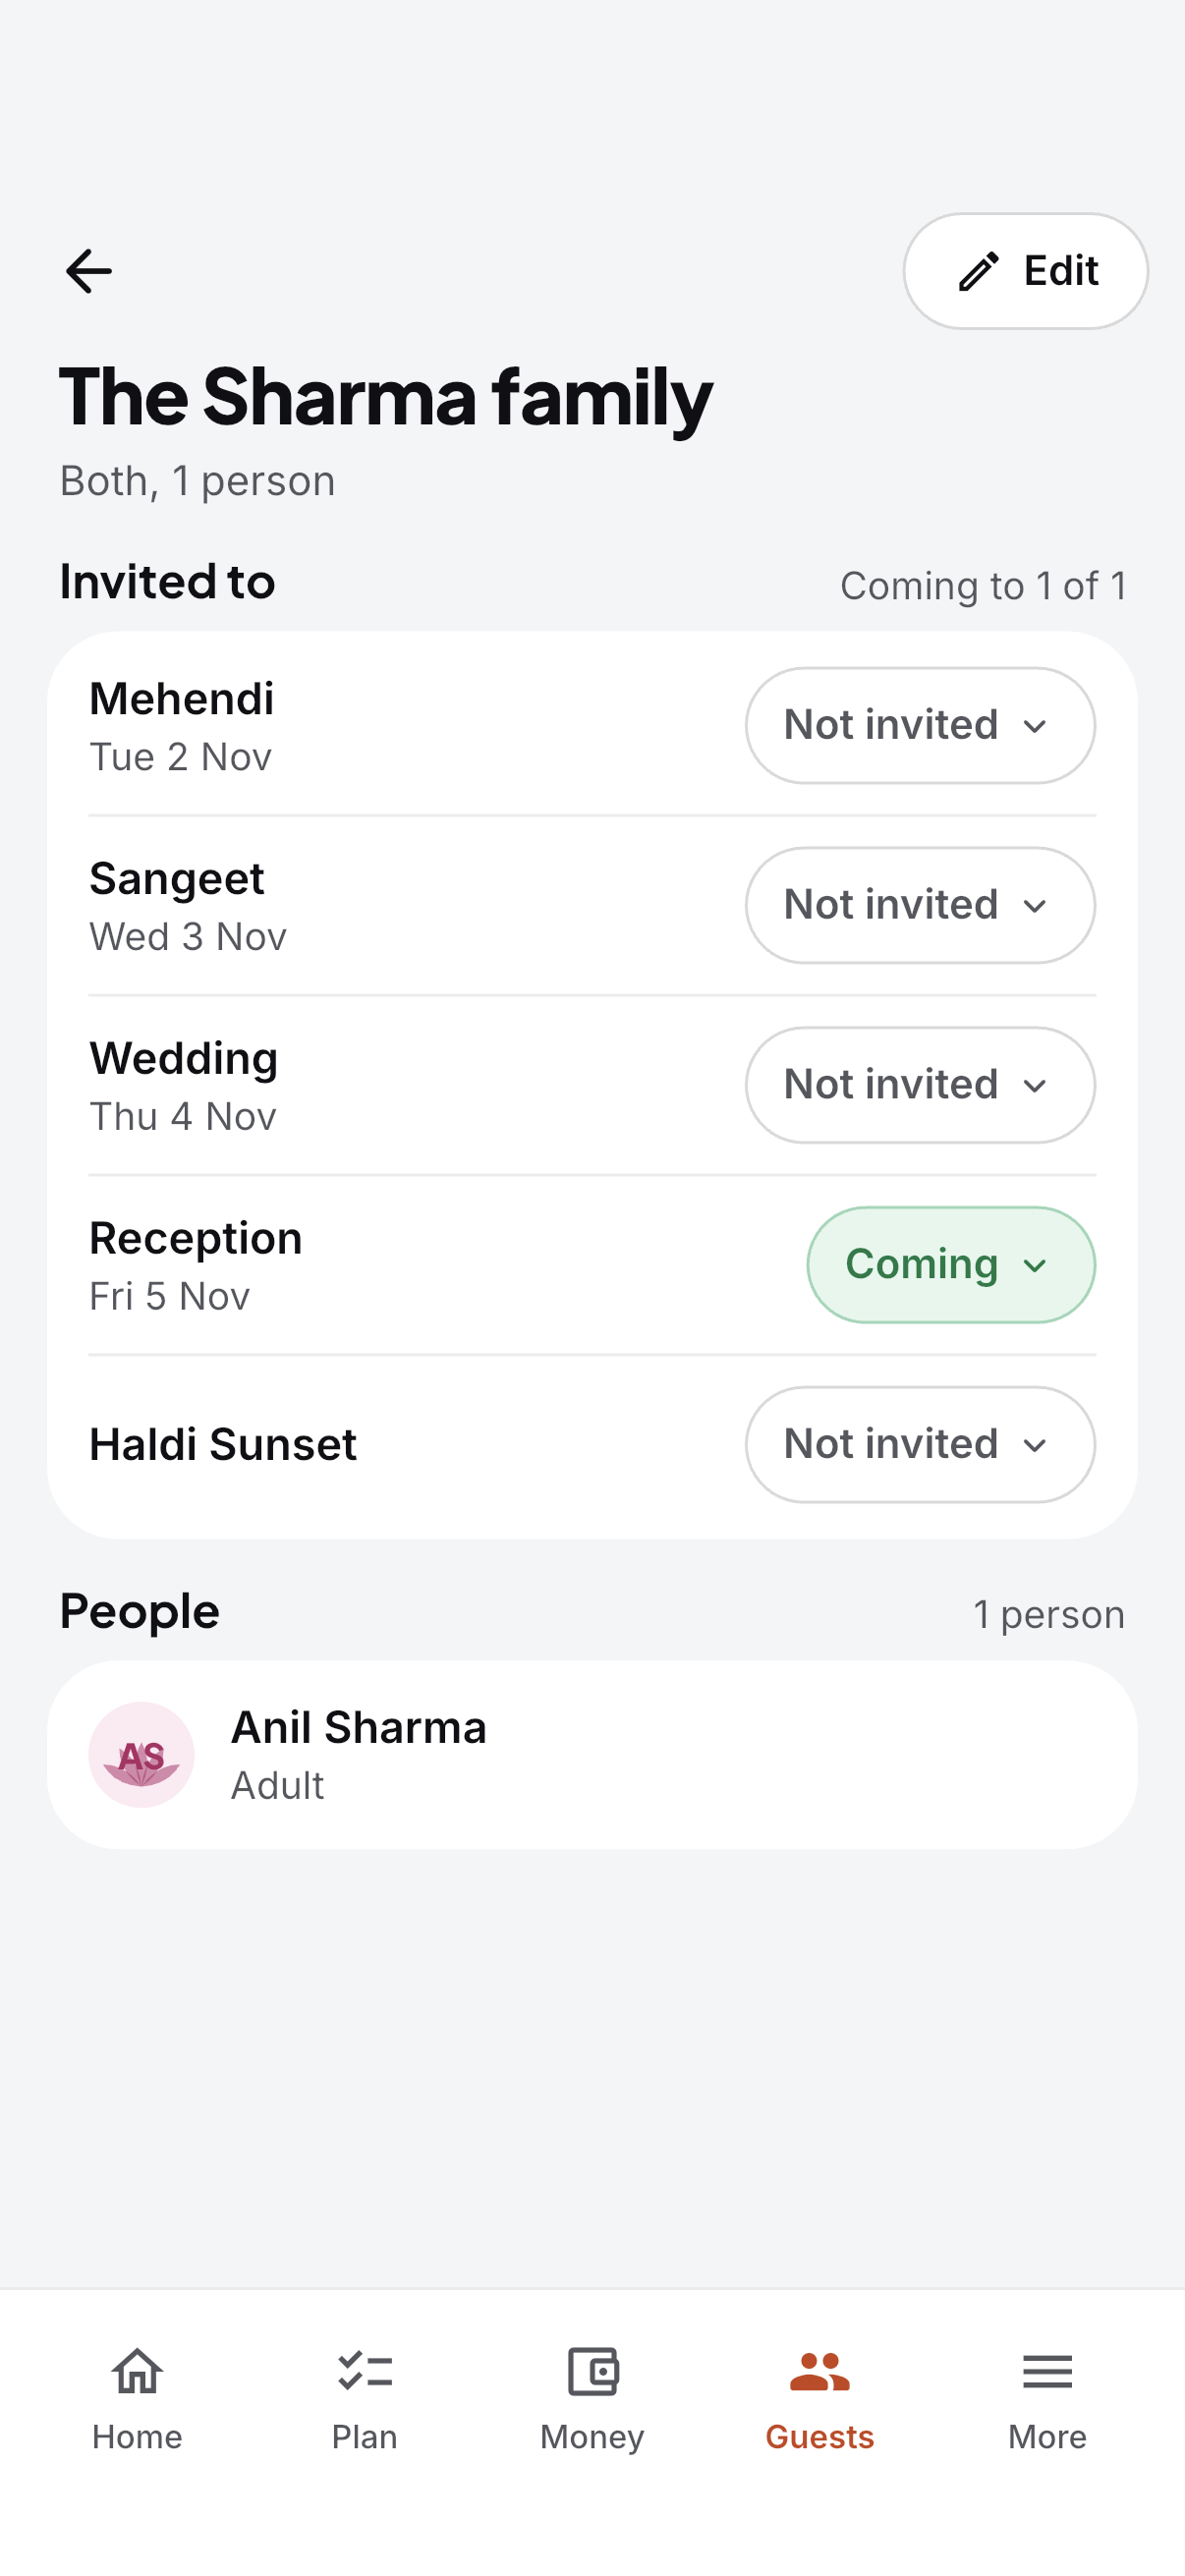 Edit
The Sharma family
Both, 1 person
Invited to
Coming to 1 of 1
Mehendi
Tue 2 Nov
Not invited
Sangeet
Wed 3 Nov
Not invited
Wedding
Thu 4 Nov
Not invited
Reception
Fri 5 Nov
Coming
Haldi Sunset
Not invited
People
1 person
AS
Anil Sharma
Adult
Home
Plan
Money
Guests
More